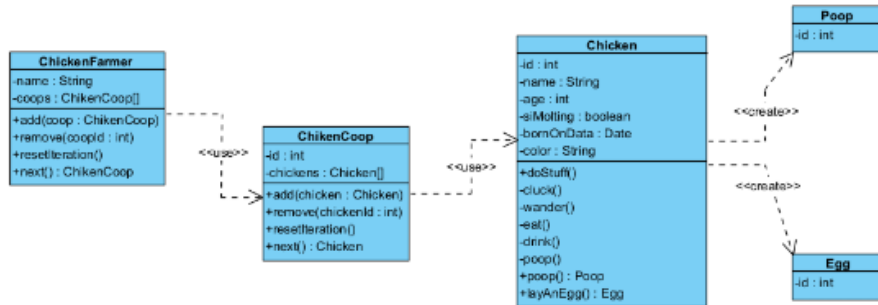 ChickenFarmer
-name : String
-coops : ChikenCoop[]
+add(coop : ChikenCoop)
+remove(coopId : int)
+resetIteration()
+next() : ChikenCoop
<<use>>
ChikenCoop
-id : int
-chickens : Chicken[]
+add(chicken : Chicken)
+remove(chickenId : int)
+resetIteration()
+next() : Chicken
<<use>>
Chicken
-id : int
-name : String
-age : int
-siMolting : boolean
-bornOnData : Date
-color : String
+doStuff()
-cluck()
-wander()
-eat()
-drink()
-poop()
+poop() : Poop
+layAnEgg() : Egg
<<create>>
<<create>>
Poop
-id : int
Egg
-id : int